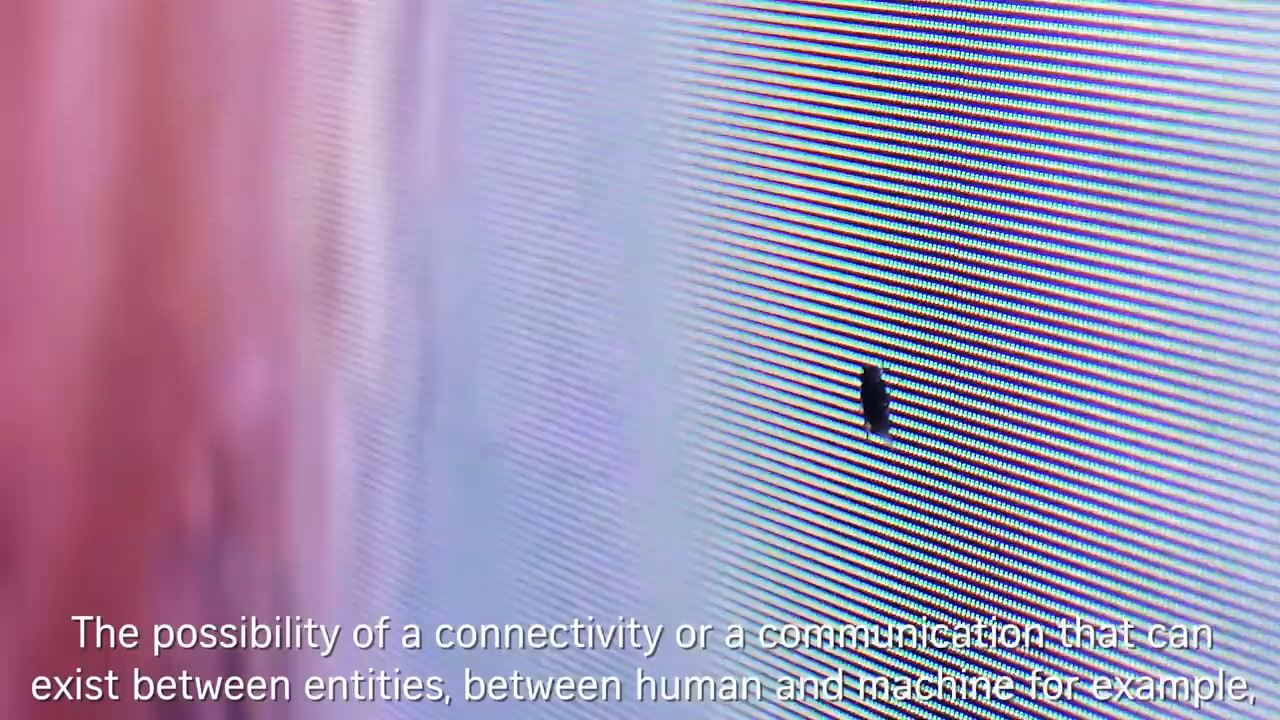 The possibility of a connectivity or a communication that can
exist between entities, between human and machine for example,